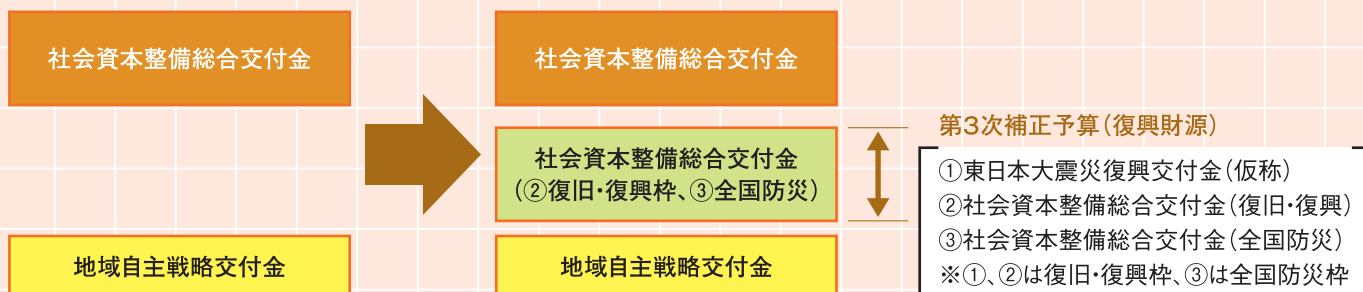 社会資本整備総合交付金
社会資本整備総合交付金
社会資本整備総合交付金
（②復旧・復興枠、③全国防災）
地域自主戦略交付金
地域自主戦略交付金
第3次補正予算（復興財源）
①東日本大震災復興交付金（仮称）
②社会資本整備総合交付金（復旧・復興）
③社会資本整備総合交付金（全国防災）
※①、②は復旧・復興枠、③は全国防災枠